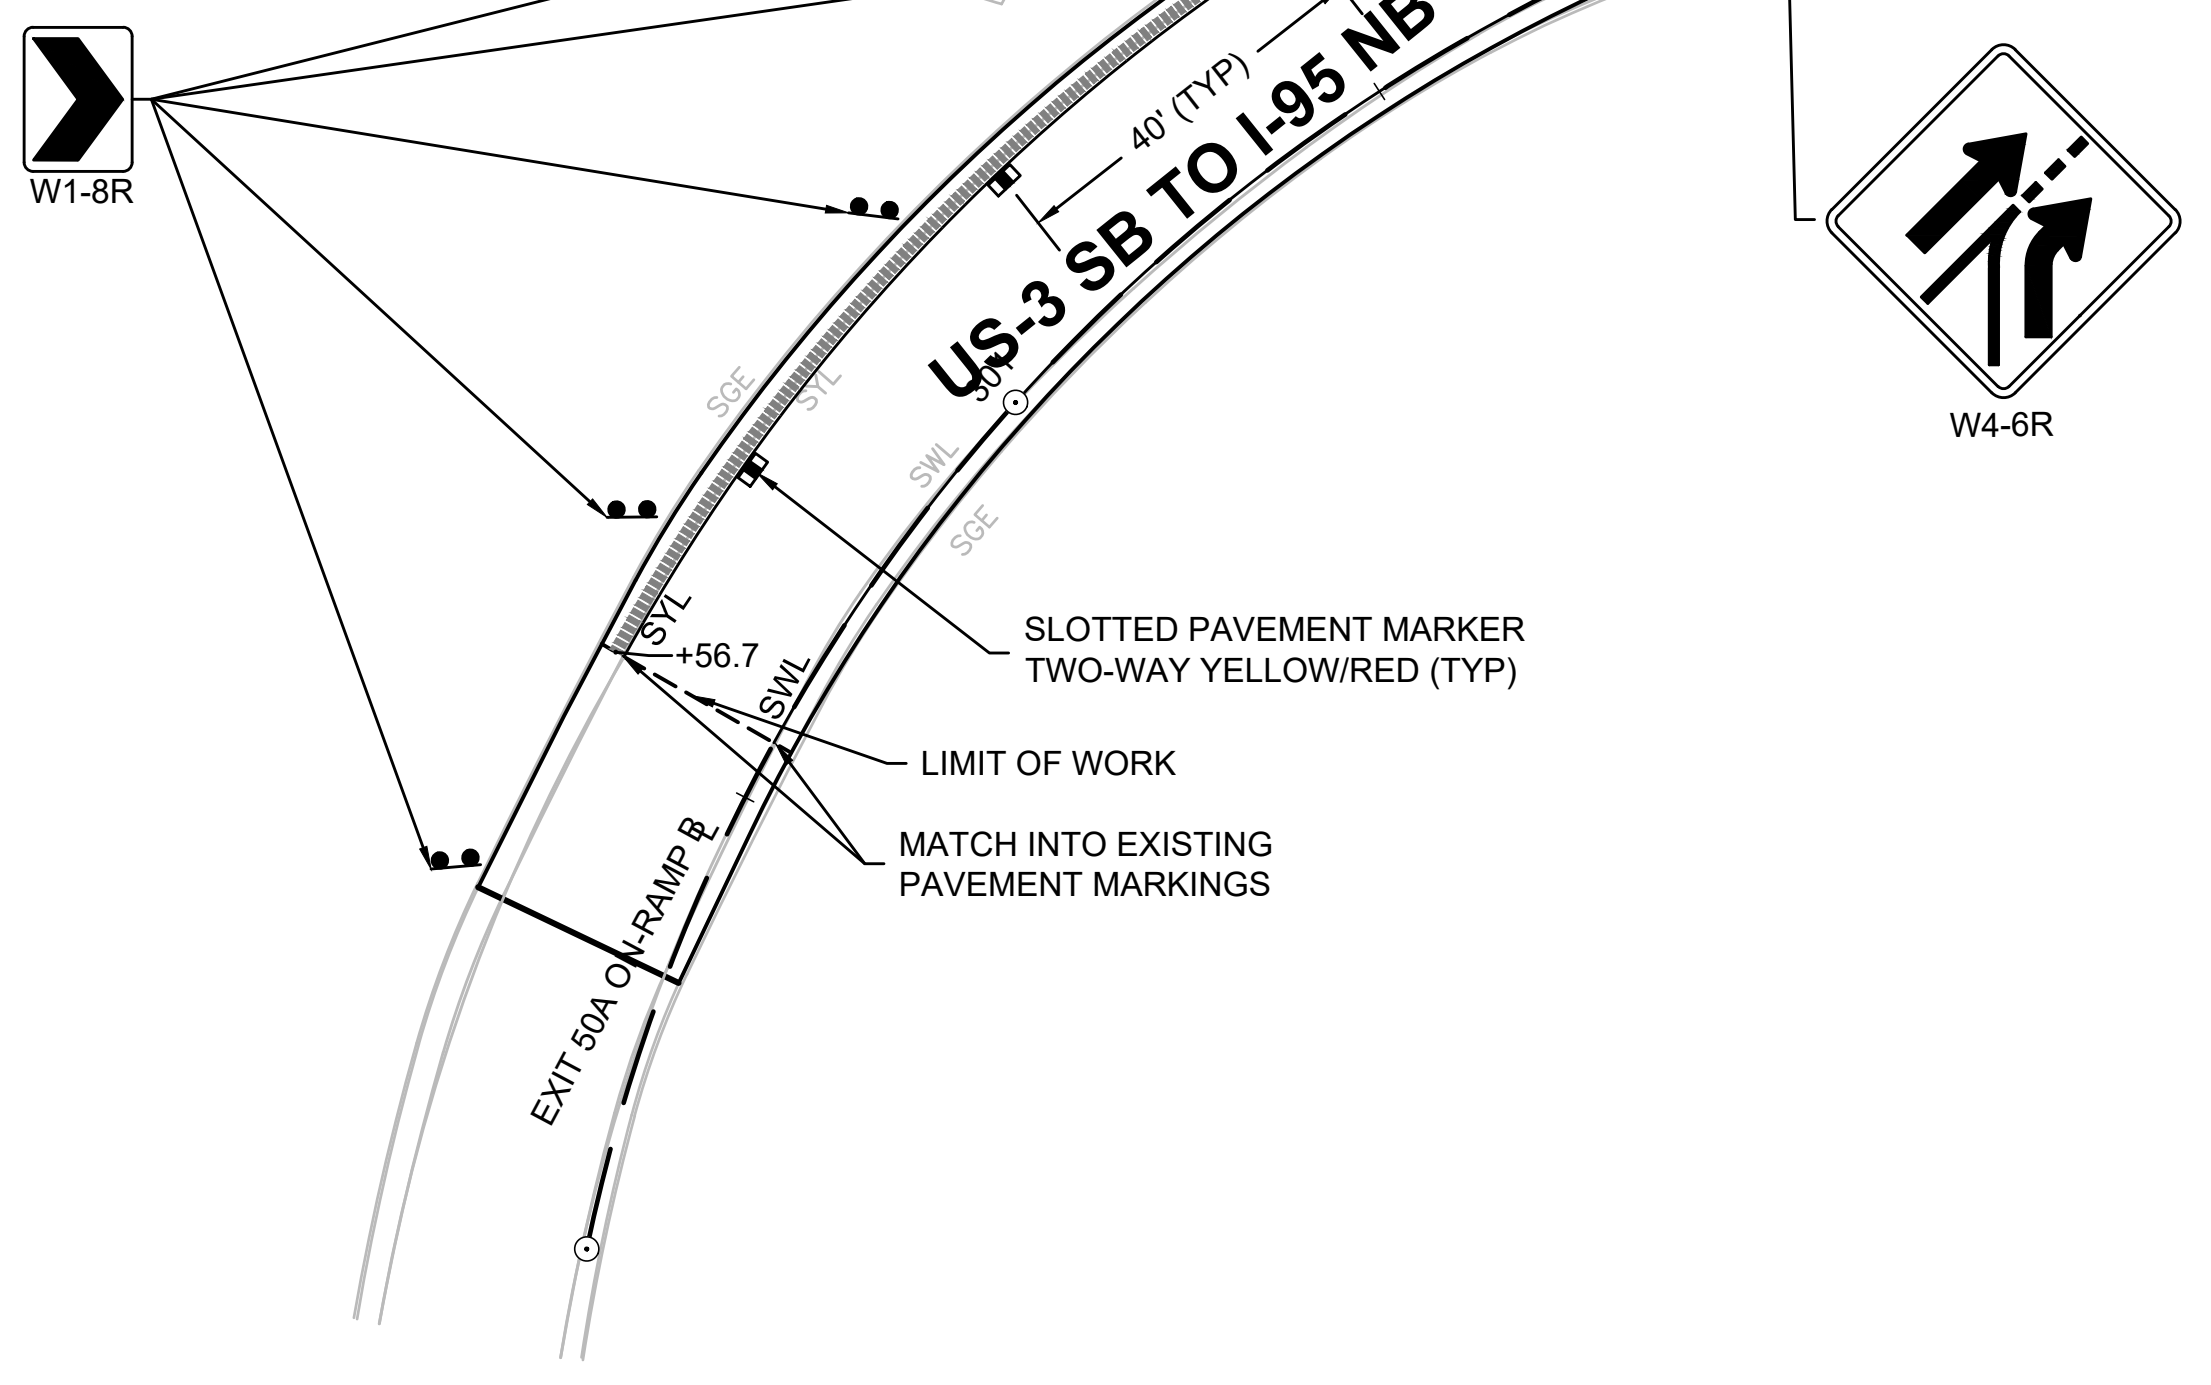 W1-8R
40' (TYP)
US-3 SB TO I-95 NB
301
W4-6R
SGE
SYL
SWL
SGE
SYL
+56.7
SWL
SLOTTED PAVEMENT MARKER
TWO-WAY YELLOW/RED (TYP)
LIMIT OF WORK
MATCH INTO EXISTING
PAVEMENT MARKINGS
EXIT 50A ON-RAMP BL